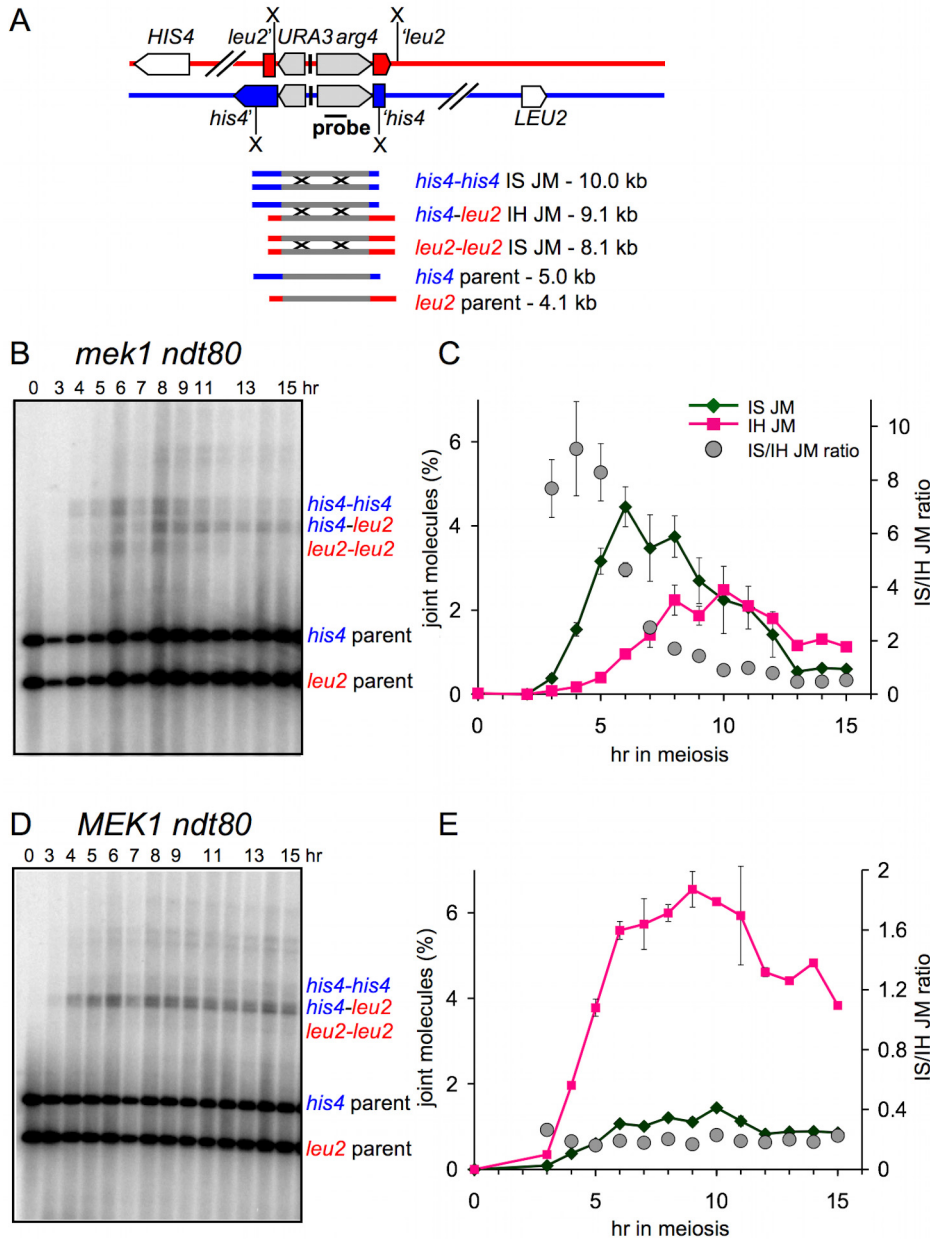 A
X
X
HIS4
leu2'
URA3 arg4
'leu2
his4'
probe
'his4
LEU2
X
X
his4-his4 IS JM - 10.0 kb
his4-leu2 IH JM - 9.1 kb
leu2-leu2 IS JM - 8.1 kb
his4 parent - 5.0 kb
leu2 parent - 4.1 kb
B
mek1 ndt80
0 3 4 5 6 7 8 9 11 13 15 hr
his4-his4
his4-leu2
leu2-leu2
his4 parent
leu2 parent
C
IS JM
IH JM
IS/IH JM ratio
joint molecules (%)
6
4
2
0
IS/IH JM ratio
10
8
6
4
2
0
0 5 10 15
hr in meiosis
D
MEK1 ndt80
0 3 4 5 6 7 8 9 11 13 15 hr
his4-his4
his4-leu2
leu2-leu2
his4 parent
leu2 parent
E
joint molecules (%)
6
4
2
0
IS/IH JM ratio
2
1.6
1.2
0.8
0.4
0
0 5 10 15
hr in meiosis